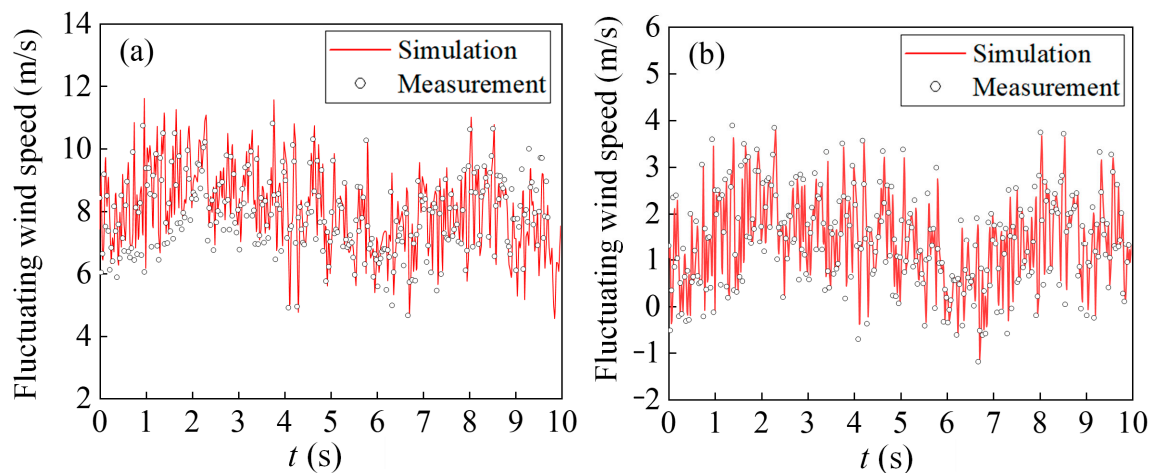 (a)
Simulation
Measurement
Fluctuating wind speed (m/s)
14
12
10
8
6
4
2
0 1 2 3 4 5 6 7 8 9 10
t (s)
(b)
Simulation
Measurement
Fluctuating wind speed (m/s)
6
5
4
3
2
1
0
−1
−2
0 1 2 3 4 5 6 7 8 9 10
t (s)